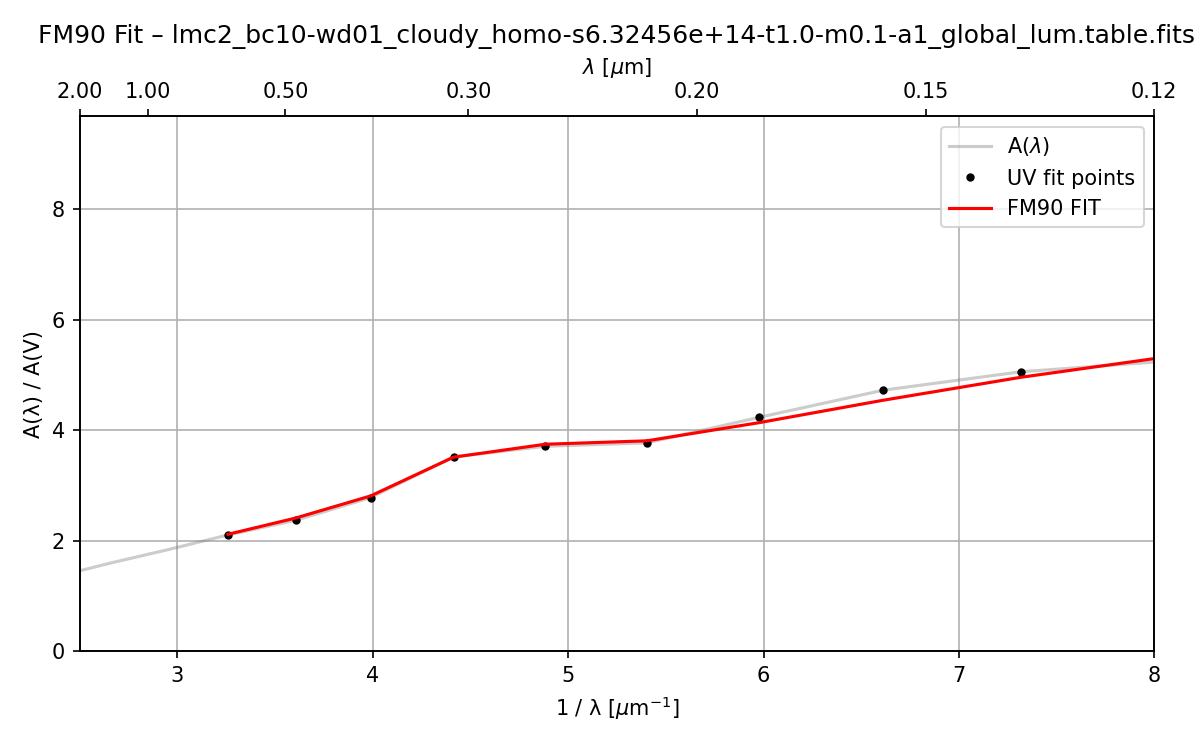 FM90 Fit – lmc2_bc10-wd01_cloudy_homo-s6.32456e+14-t1.0-m0.1-a1_global_lum.table.fits
λ [μm]
2.00 1.00 0.50 0.30 0.20 0.15 0.12
A(λ)
UV fit points
FM90 FIT
A(λ) / A(V)
8
6
4
2
0
3 4 5 6 7 8
1 / λ [μm⁻¹]